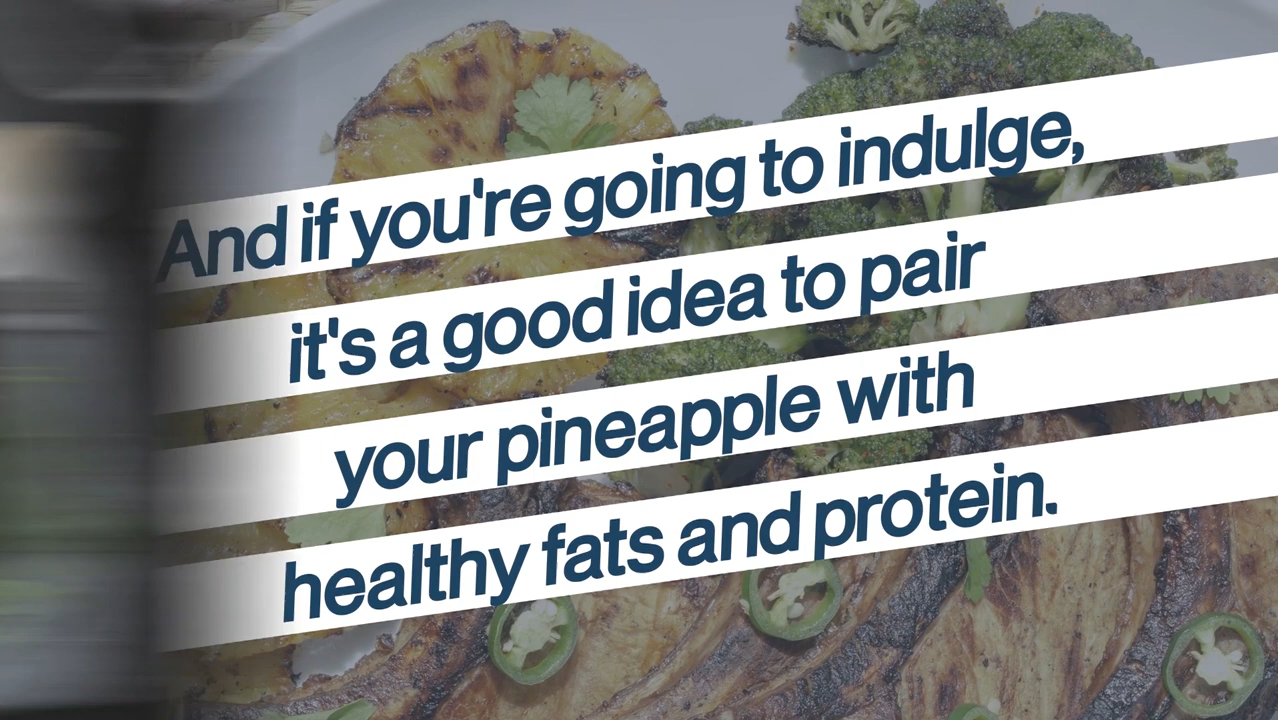 And if you're going to indulge,
it's a good idea to pair
your pineapple with
healthy fats and protein.